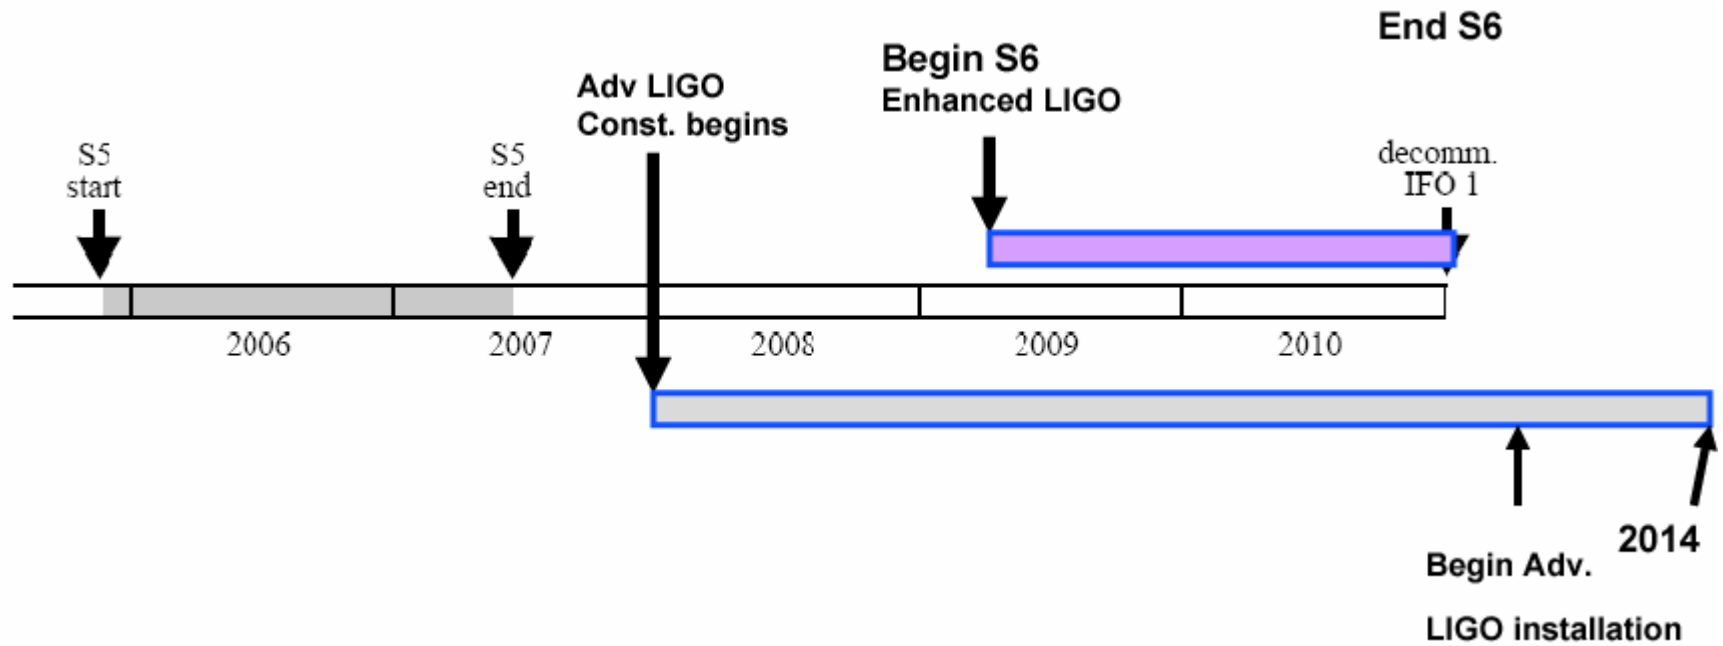 End S6
Begin S6
Enhanced LIGO
Adv LIGO
Const. begins
S5
start
S5
end
decomm.
IFO 1
2006
2007
2008
2009
2010
2014
Begin Adv.
LIGO installation